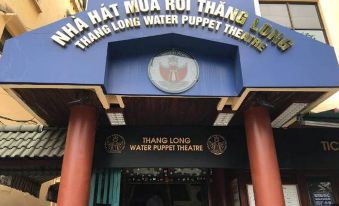 NHÀ HÁT MÚA RỐI THĂNG LONG
THANG LONG WATER PUPPET THEATRE
THANG LONG
WATER PUPPET THEATRE